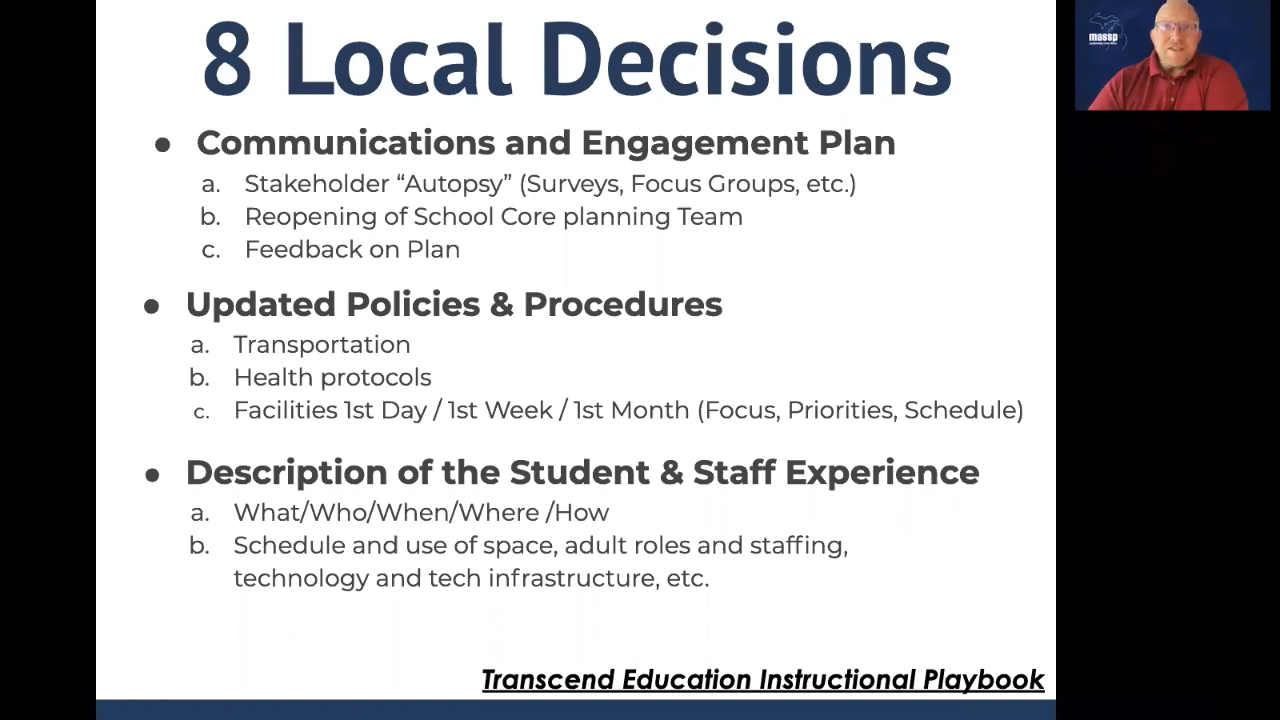 8 Local Decisions
● Communications and Engagement Plan
a. Stakeholder “Autopsy” (Surveys, Focus Groups, etc.)
b. Reopening of School Core planning Team
c. Feedback on Plan
● Updated Policies & Procedures
a. Transportation
b. Health protocols
c. Facilities 1st Day / 1st Week / 1st Month (Focus, Priorities, Schedule)
● Description of the Student & Staff Experience
a. What/Who/When/Where /How
b. Schedule and use of space, adult roles and staffing,
technology and tech infrastructure, etc.
Transcend Education Instructional Playbook
massp